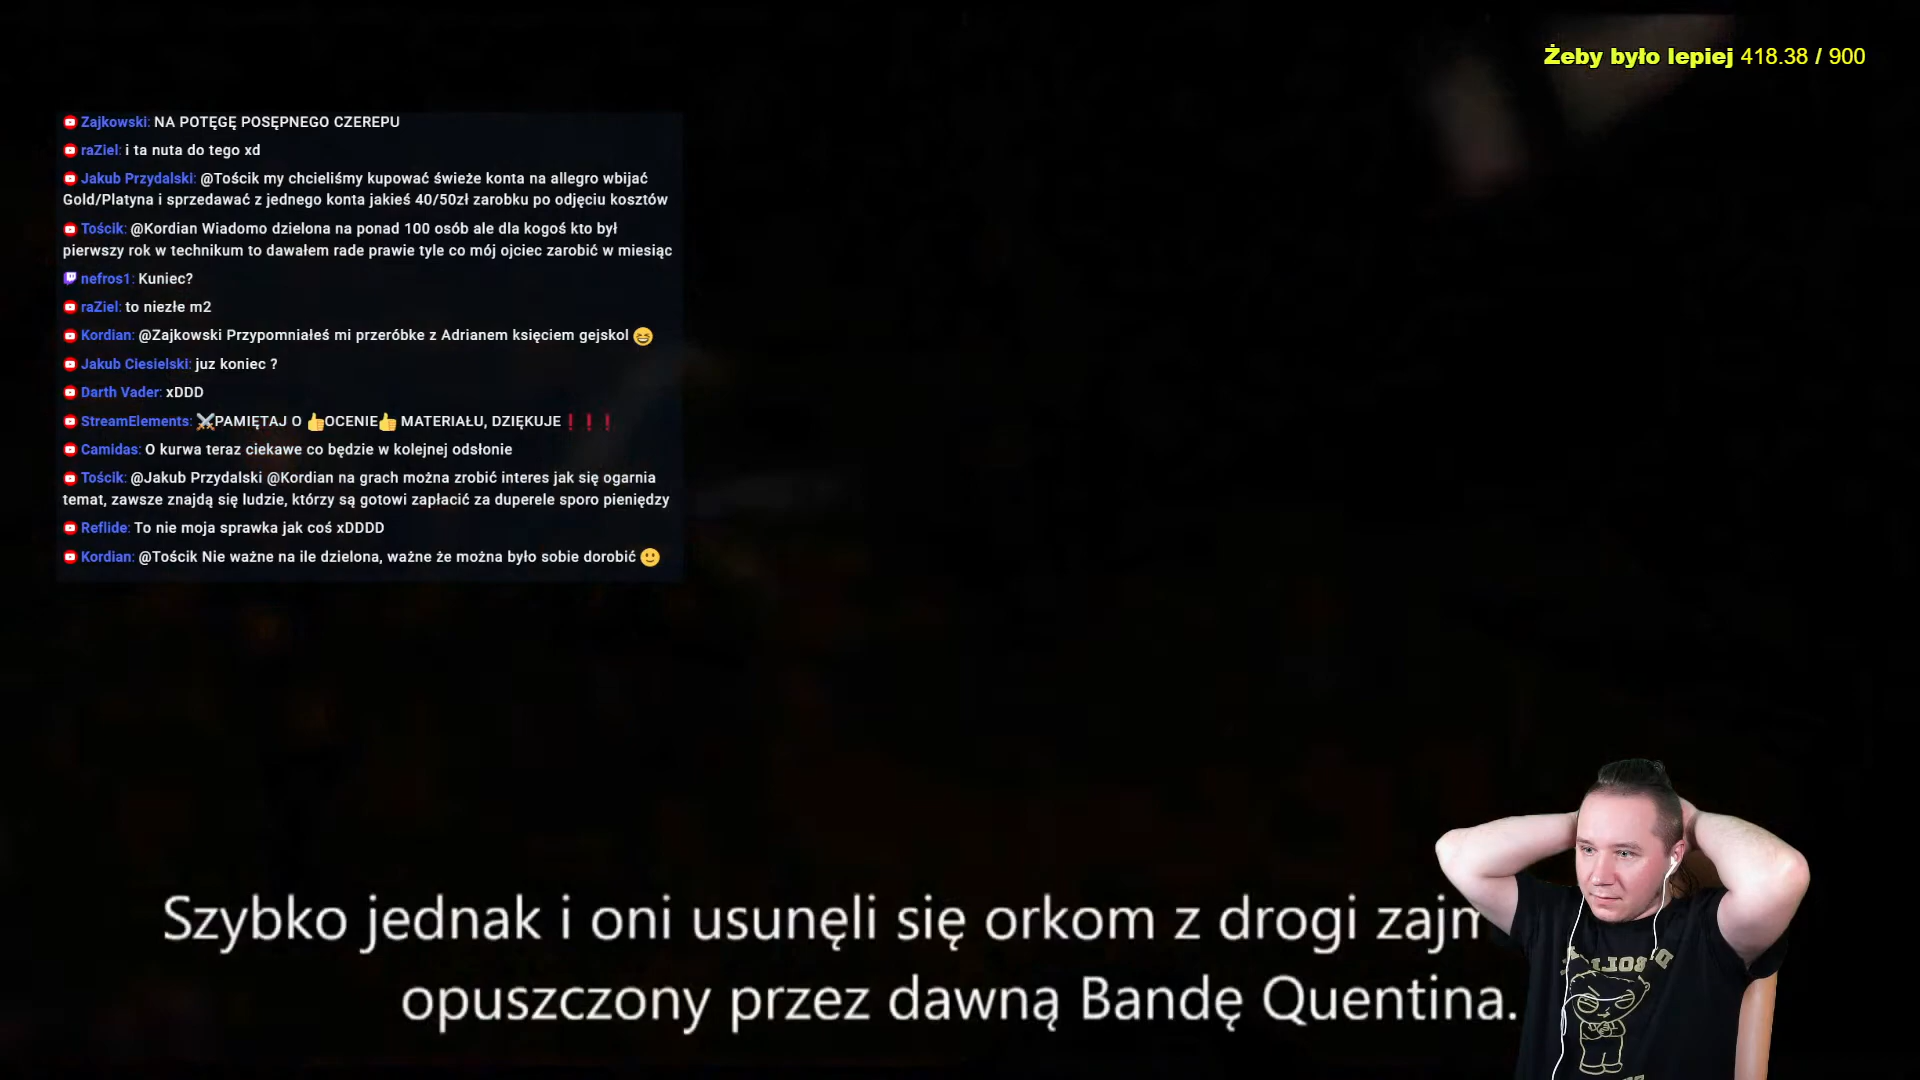 Żeby było lepiej 418.38 / 900
Zajkowski: NA POTĘGĘ POSĘPNEGO CZEREPU
raZiel: i ta nuta do tego xd
Jakub Przydalski: @Tościk my chcieliśmy kupować świeże konta na allegro wbijać
Gold/Platyna i sprzedawać z jednego konta jakieś 40/50zł zarobku po odjęciu kosztów
Tościk: @Kordian Wiadomo dzielona na ponad 100 osób ale dla kogoś kto był
pierwszy rok w technikum to dawałem rade prawie tyle co mój ojciec zarobić w miesiąc
nefros1: Kuniec?
raZiel: to niezłe m2
Kordian: @Zajkowski Przypomniałeś mi przeróbke z Adrianem księciem gejskol 😆
Jakub Ciesielski: juz koniec ?
Darth Vader: xDDD
StreamElements: ⚔PAMIĘTAJ O 👍OCENIE👍 MATERIAŁU, DZIĘKUJE❗❗❗
Camidas: O kurwa teraz ciekawe co będzie w kolejnej odsłonie
Tościk: @Jakub Przydalski @Kordian na grach można zrobić interes jak się ogarnia
temat, zawsze znajdą się ludzie, którzy są gotowi zapłacić za duperele sporo pieniędzy
Reflide: To nie moja sprawka jak coś xDDDD
Kordian: @Tościk Nie ważne na ile dzielona, ważne że można było sobie dorobić 🙂
Szybko jednak i oni usunęli się orkom z drogi zajm
opuszczony przez dawną Bandę Quentina.